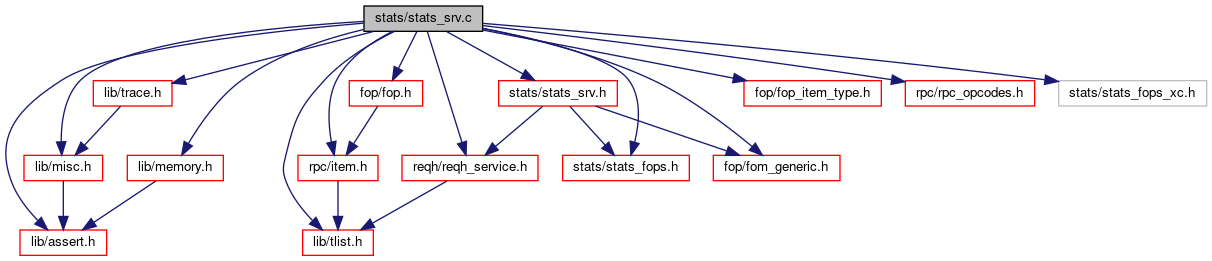 stats/stats_srv.c
lib/trace.h
fop/fop.h
stats/stats_srv.h
fop/fop_item_type.h
rpc/rpc_opcodes.h
stats/stats_fops_xc.h
lib/misc.h
lib/memory.h
rpc/item.h
reqh/reqh_service.h
stats/stats_fops.h
fop/fom_generic.h
lib/assert.h
lib/tlist.h